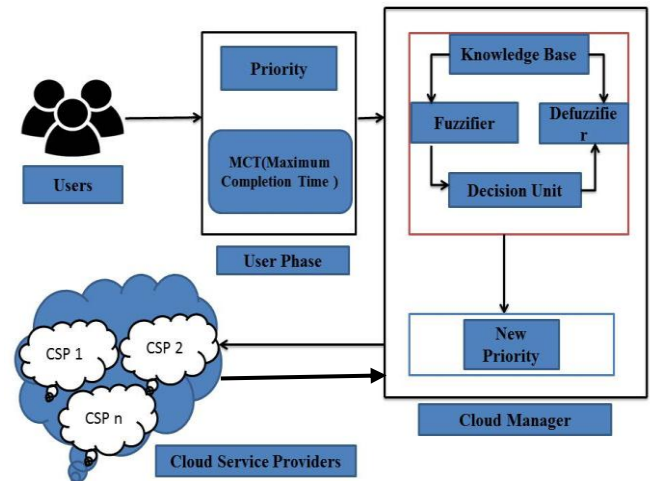 Priority
MCT(Maximum
Completion Time )
User Phase
Users
Knowledge Base
Fuzzifier
Defuzzifie
r
Decision Unit
New
Priority
Cloud Manager
CSP 1
CSP 2
CSP n
Cloud Service Providers